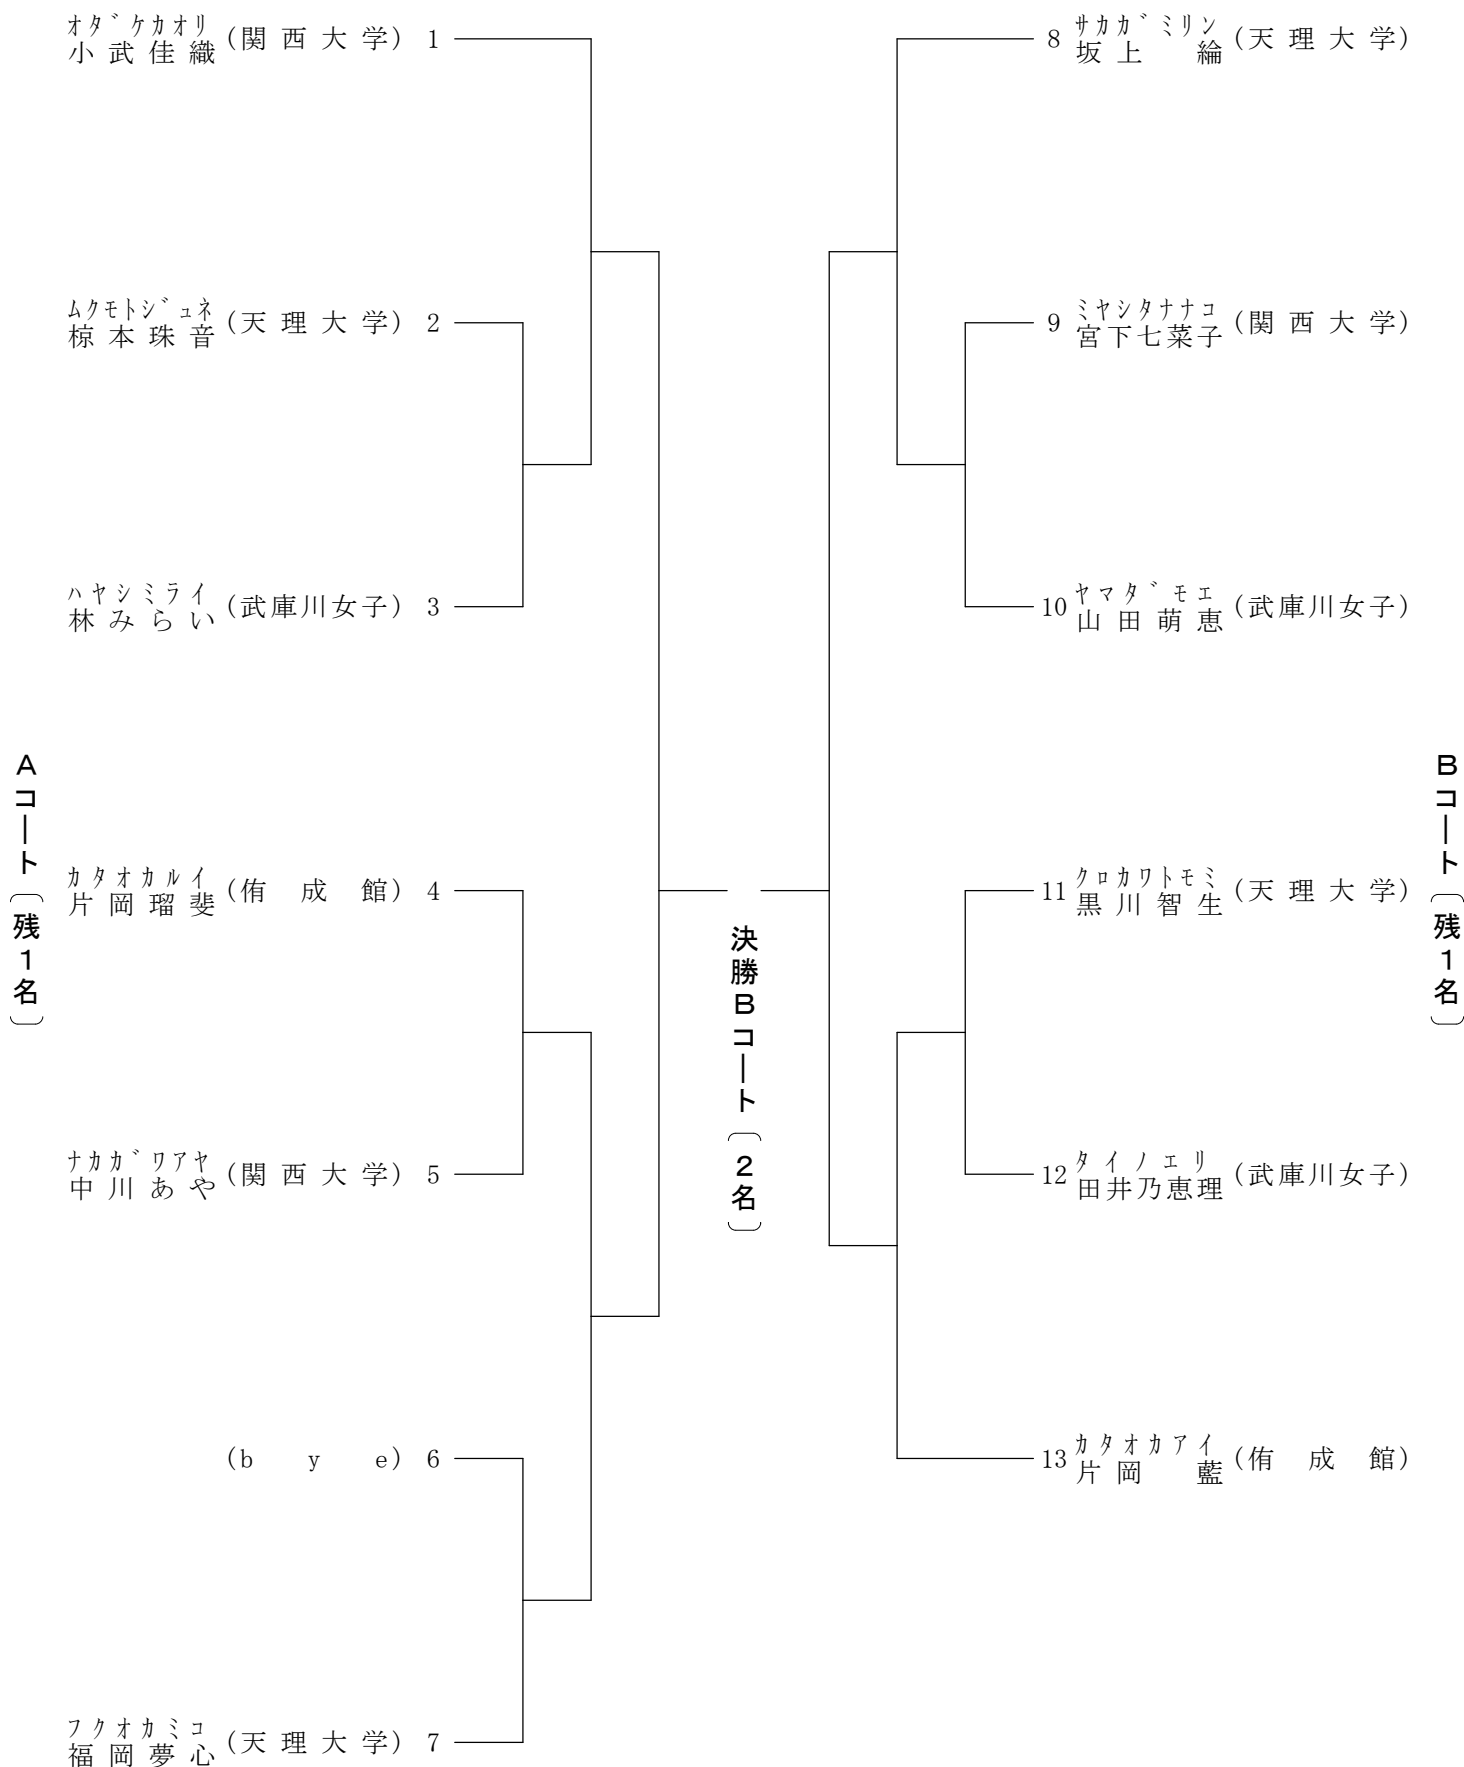 オダケカオリ
小武佳織 (関西大学) 1
ムクモトジュネ
椋本珠音 (天理大学) 2
ハヤシミライ
林みらい (武庫川女子) 3
Aコート〔残1名〕
カタオカルイ
片岡瑠斐 (侑成館) 4
ナカガワアヤ
中川あや (関西大学) 5
(bye) 6
フクオカミコ
福岡夢心 (天理大学) 7
決勝Bコート〔2名〕
サカガミリン
8 坂上 綸 (天理大学)
ミヤシタナナコ
9 宮下七菜子 (関西大学)
ヤマダモエ
10 山田萌恵 (武庫川女子)
クロカワトモミ
11 黒川智生 (天理大学)
タイノエリ
12 田井乃恵理 (武庫川女子)
カタオカアイ
13 片岡 藍 (侑成館)
Bコート〔残1名〕